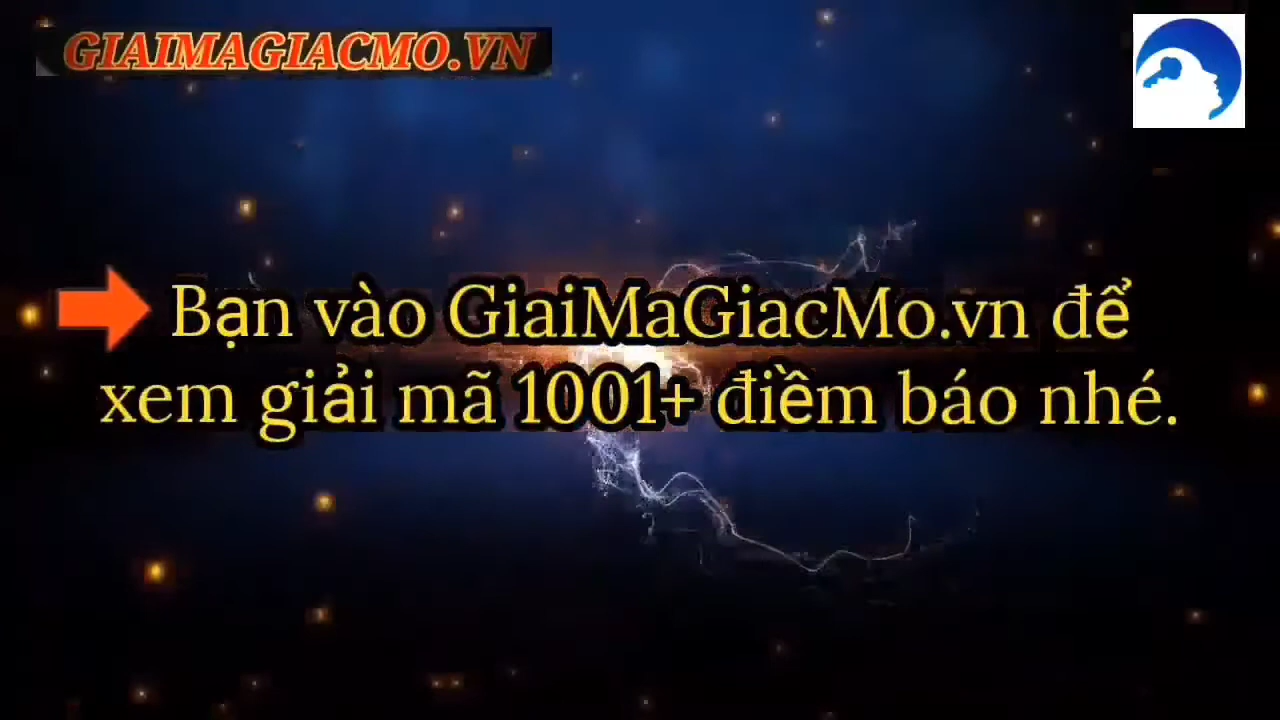 GIAIMAGIACMO.VN
Bạn vào GiaiMaGiacMo.vn để
xem giải mã 1001+ điềm báo nhé.